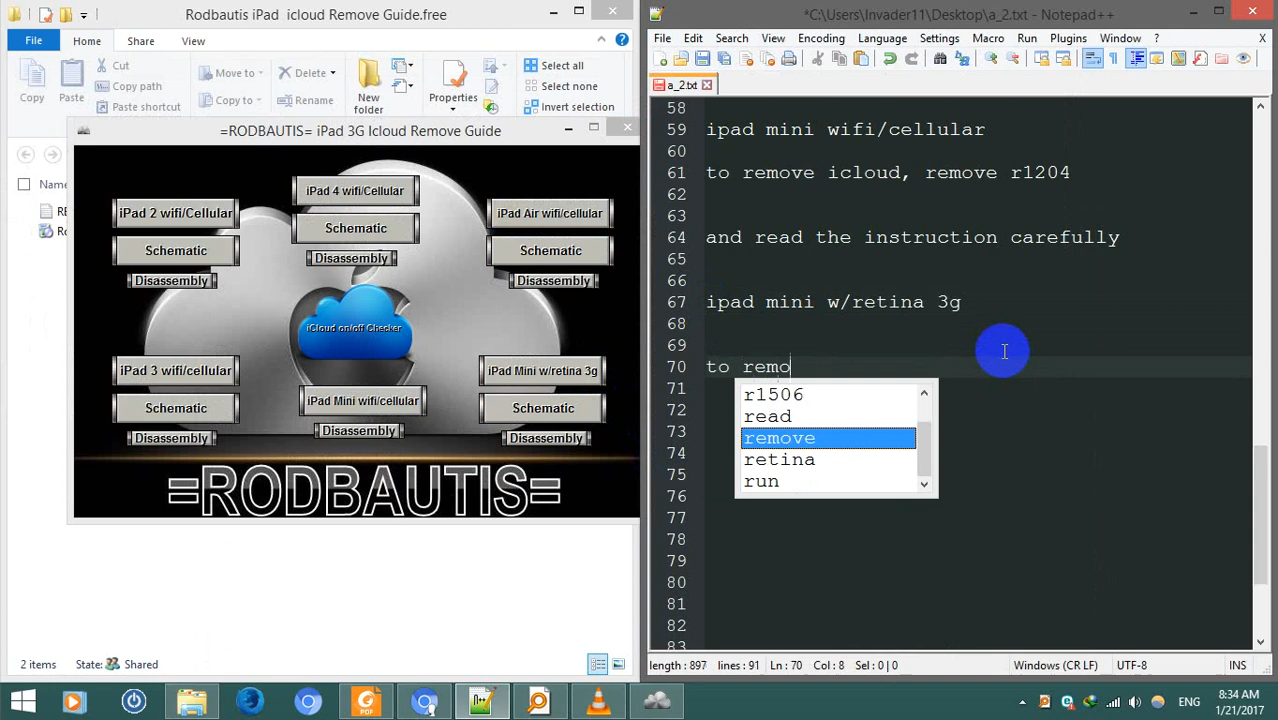 Rodbautis iPad  icloud Remove Guide.free
File Home Share View
Copy
Paste
Cut
Copy path
Paste shortcut
Move to
Copy to
Delete
Rename
New folder
Properties
Select all
Select none
Invert selection
=RODBAUTIS= iPad 3G Icloud Remove Guide
Name
RE
Ro
iPad 2 wifi/Cellular
Schematic
Disassembly
iPad 4 wifi/Cellular
Schematic
Disassembly
iPad Air wifi/cellular
Schematic
Disassembly
iCloud on/off Checker
iPad 3 wifi/cellular
Schematic
Disassembly
iPad Mini wifi/cellular
Disassembly
iPad Mini w/retina 3g
Schematic
Disassembly
=RODBAUTIS=
2 items State: Shared
*C:\Users\Invader11\Desktop\a_2.txt - Notepad++
File Edit Search View Encoding Language Settings Macro Run Plugins Window ? X
a_2.txt
58
59 ipad mini wifi/cellular
60
61 to remove icloud, remove r1204
62
63
64 and read the instruction carefully
65
66
67 ipad mini w/retina 3g
68
69
70 to remo
71
72
73
74
75
76
77
78
79
80
81
82
83
r1506
read
remove
retina
run
length : 897 lines : 91 Ln : 70 Col : 8 Sel : 0 | 0 Windows (CR LF) UTF-8 INS
ENG
8:34 AM
1/21/2017